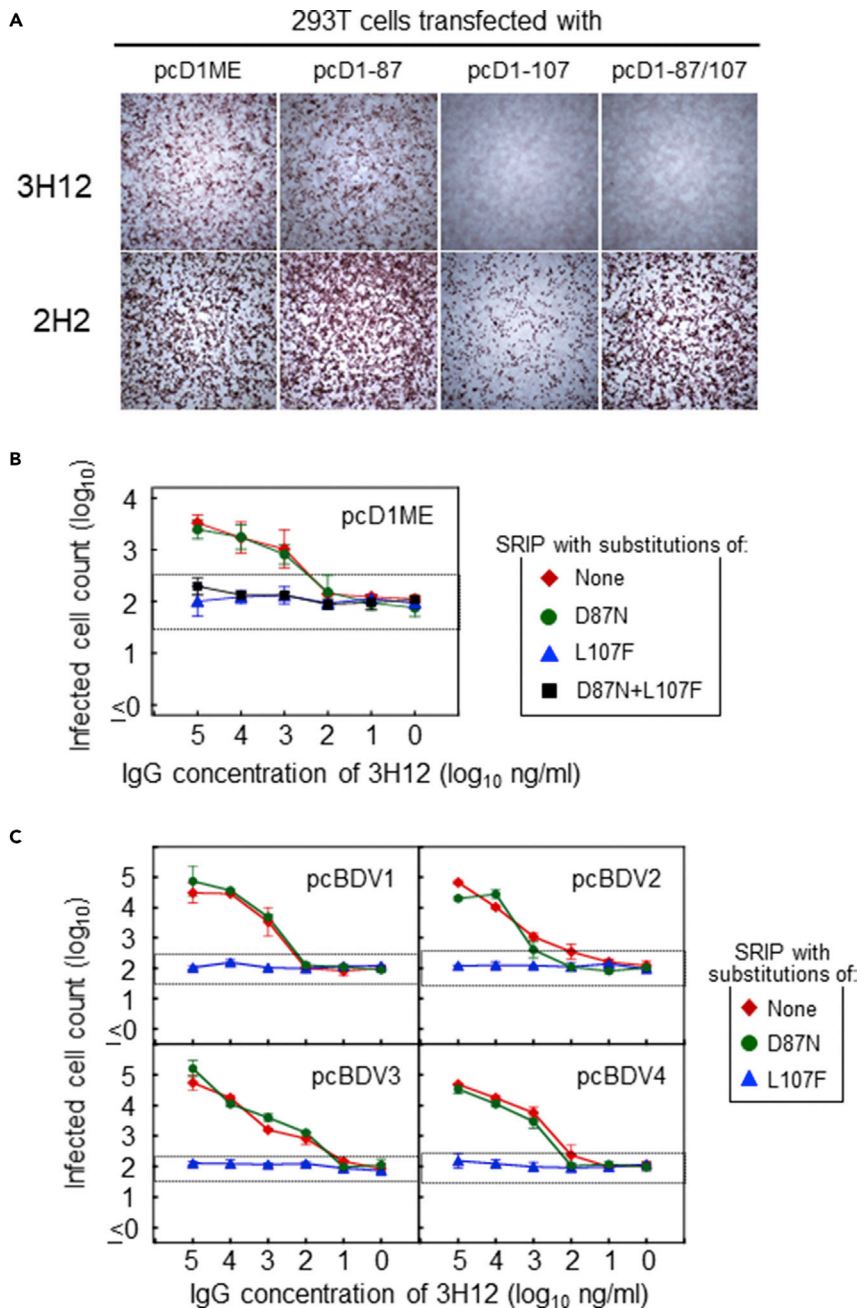 A
293T cells transfected with
pcD1ME pcD1-87 pcD1-107 pcD1-87/107
3H12
2H2
B
Infected cell count (log10)
4
3
2
1
<0
pcD1ME
5 4 3 2 1 0
IgG concentration of 3H12 (log10 ng/ml)
SRIP with substitutions of:
None
D87N
L107F
D87N+L107F
C
Infected cell count (log10)
5
4
3
2
1
<0
pcBDV1
pcBDV2
5
4
3
2
1
<0
pcBDV3
pcBDV4
5 4 3 2 1 0 5 4 3 2 1 0
IgG concentration of 3H12 (log10 ng/ml)
SRIP with
substitutions of:
None
D87N
L107F